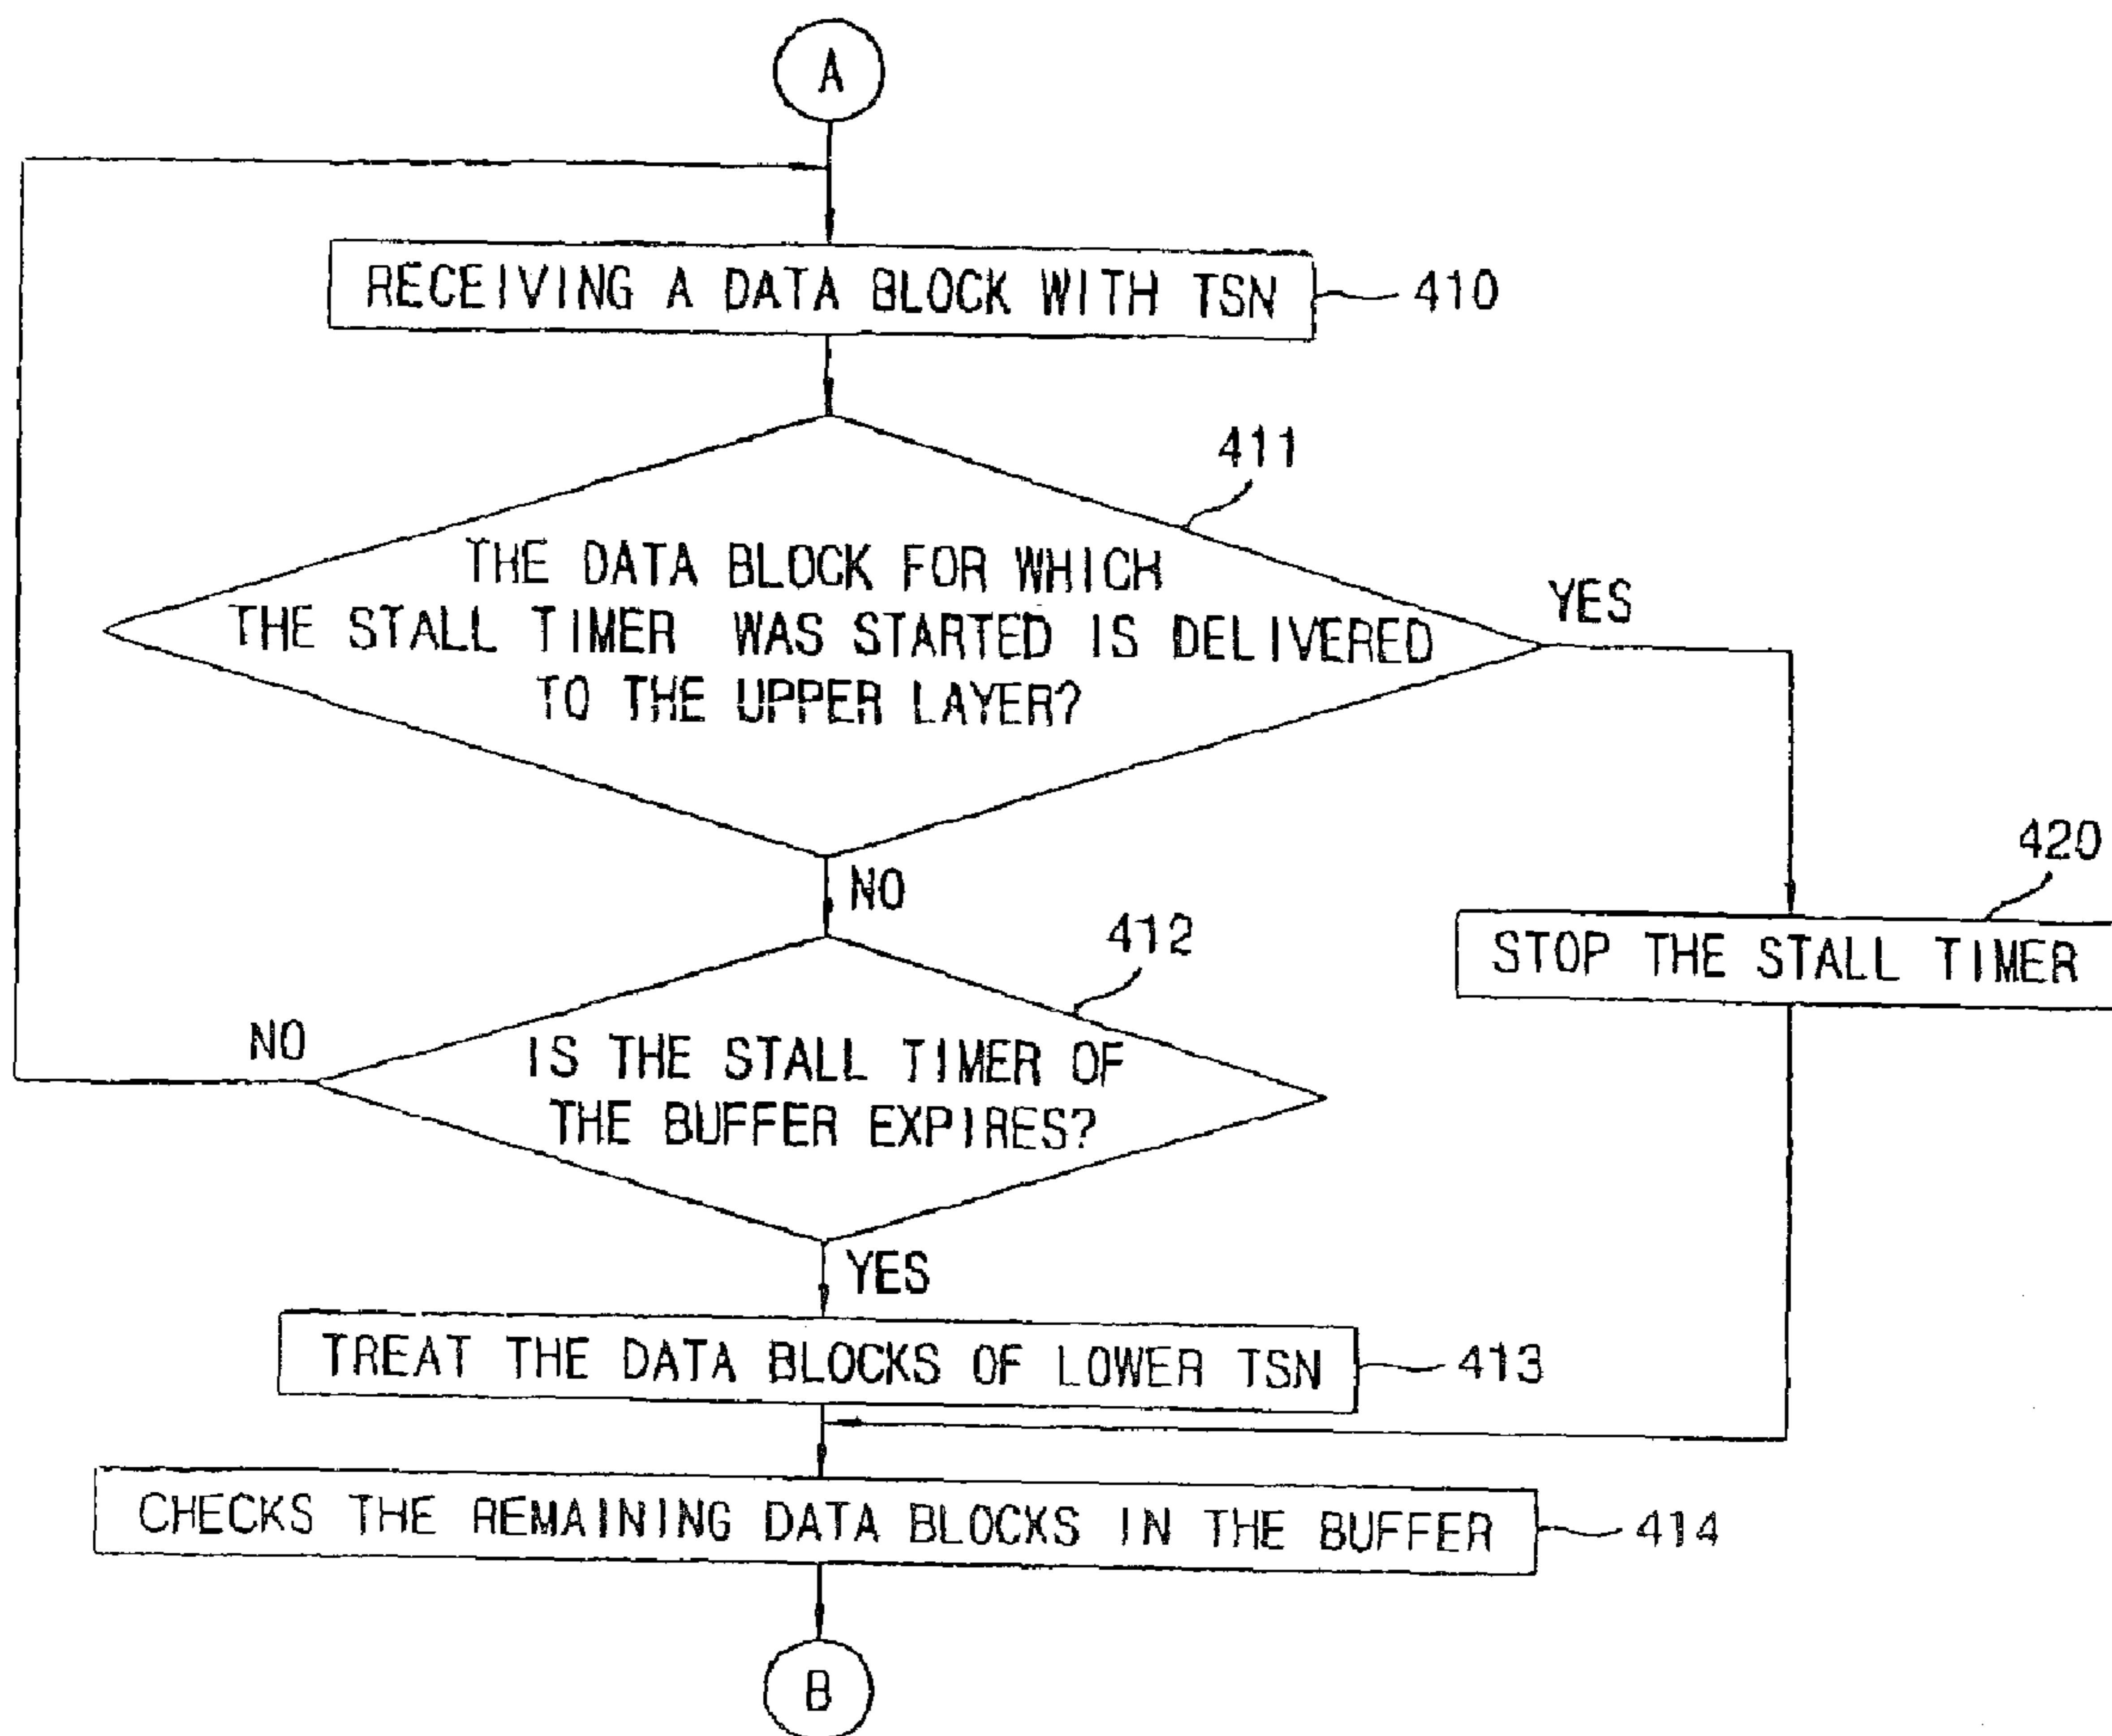 A
RECEIVING A DATA BLOCK WITH TSN
410
411
THE DATA BLOCK FOR WHICH
THE STALL TIMER WAS STARTED IS DELIVERED
TO THE UPPER LAYER?
YES
NO
420
STOP THE STALL TIMER
412
NO
IS THE STALL TIMER OF
THE BUFFER EXPIRES?
YES
TREAT THE DATA BLOCKS OF LOWER TSN
413
CHECKS THE REMAINING DATA BLOCKS IN THE BUFFER
414
B